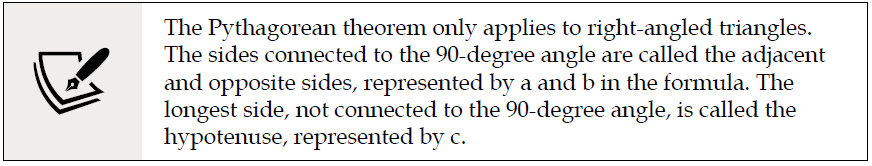 The Pythagorean theorem only applies to right-angled triangles.
The sides connected to the 90-degree angle are called the adjacent
and opposite sides, represented by a and b in the formula. The
longest side, not connected to the 90-degree angle, is called the
hypotenuse, represented by c.